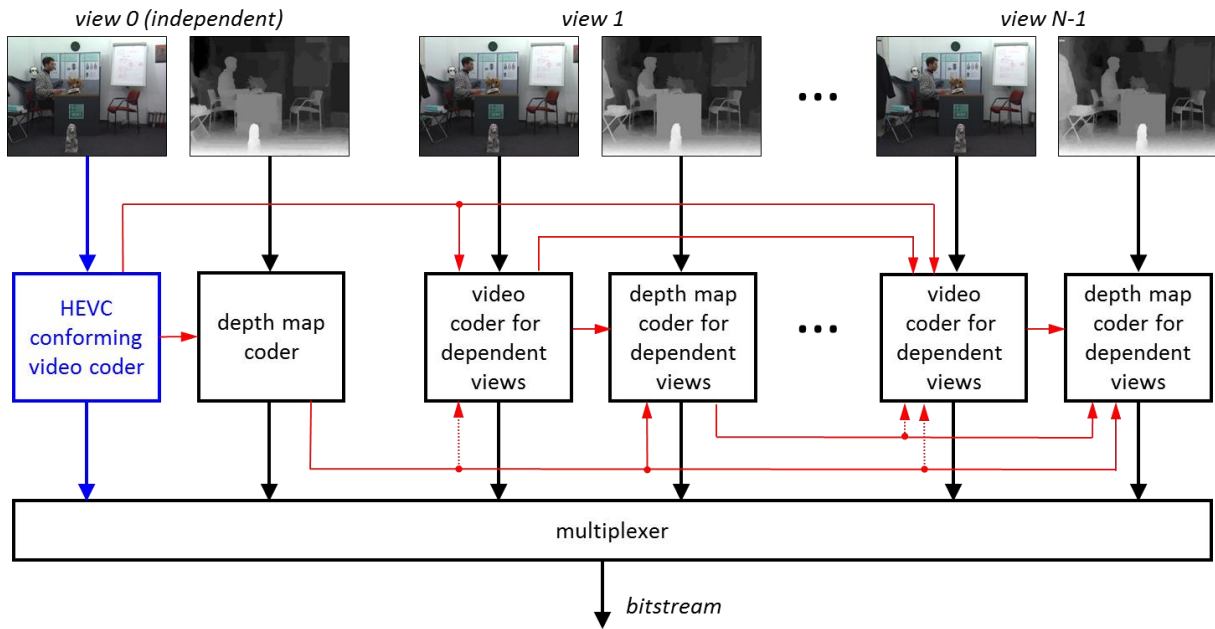 view 0 (independent)
view 1
view N-1
...
HEVC
conforming
video coder
depth map
coder
video
coder for
dependent
views
depth map
coder for
dependent
views
...
video
coder for
dependent
views
depth map
coder for
dependent
views
multiplexer
bitstream